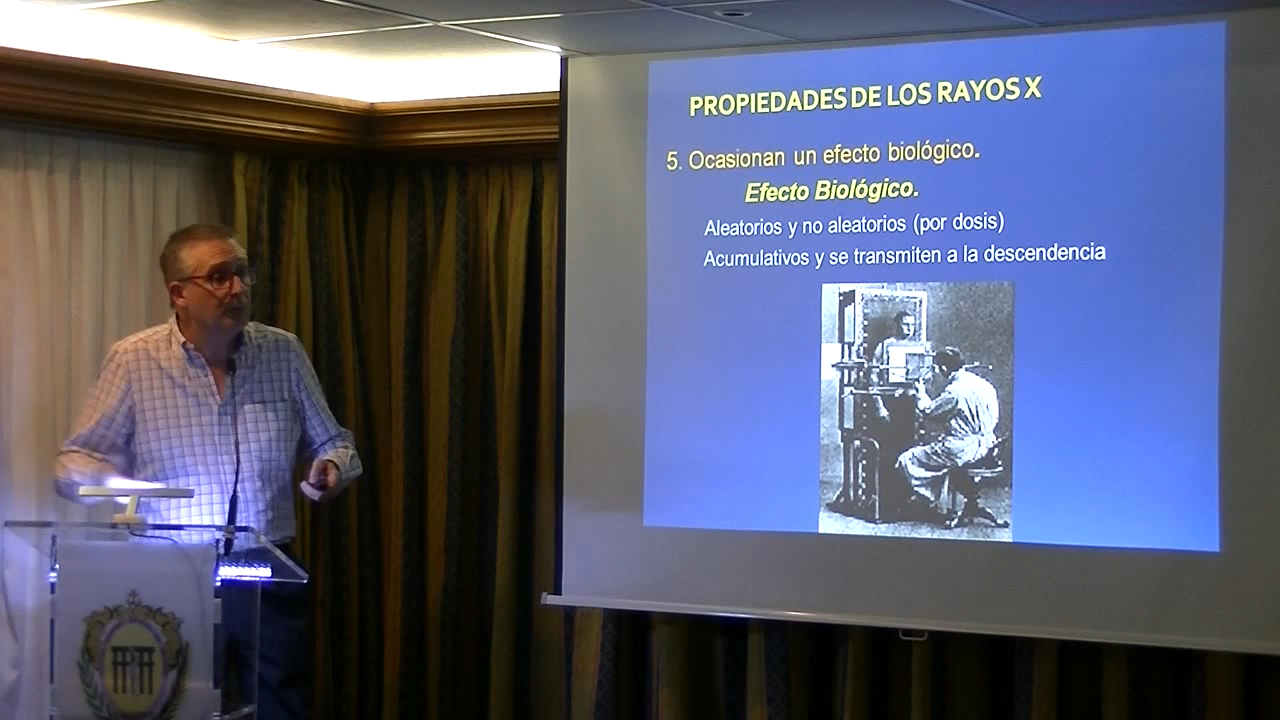 PROPIEDADES DE LOS RAYOS X
5. Ocasionan un efecto biológico.
Efecto Biológico.
Aleatorios y no aleatorios (por dosis)
Acumulativos y se transmiten a la descendencia